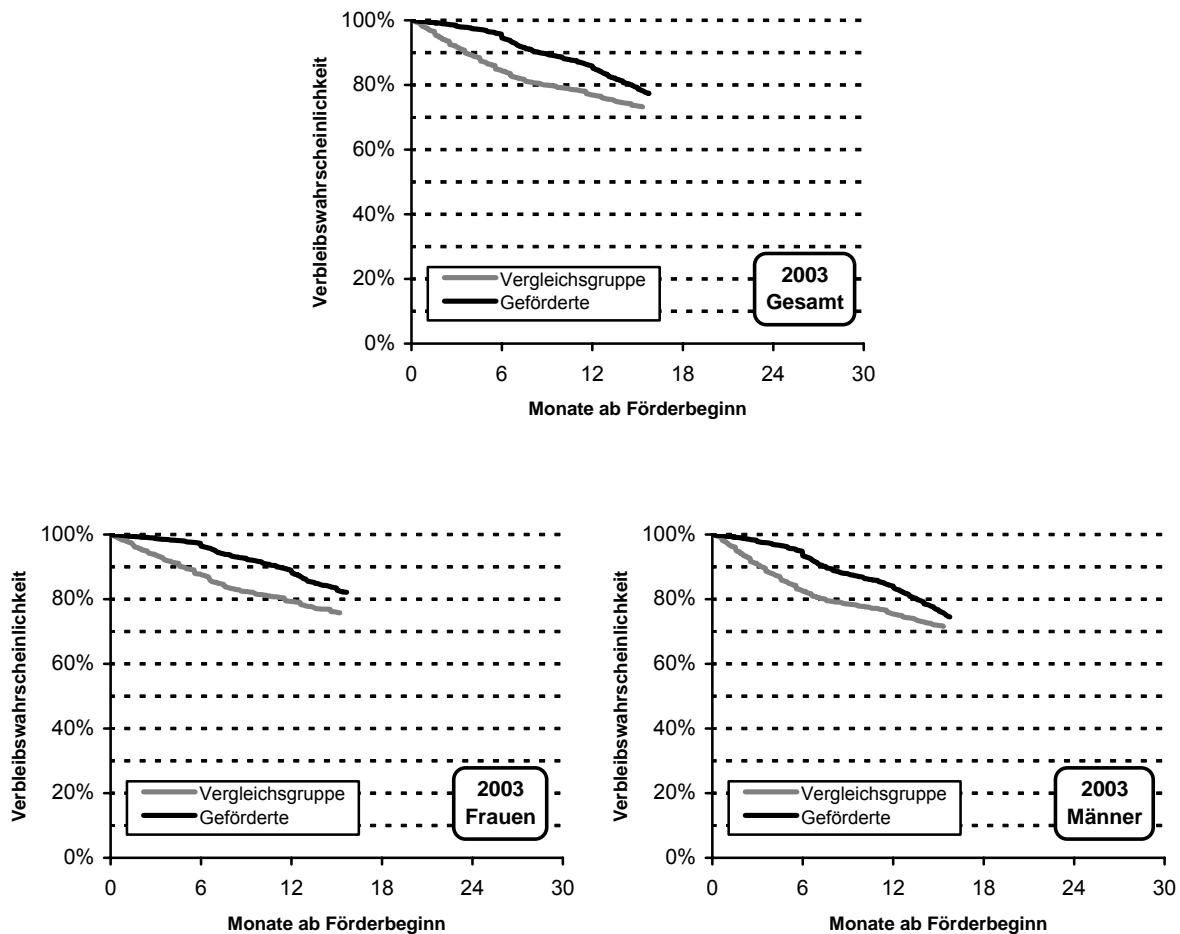 Verbleibswahrscheinlichkeit
100%
80%
60%
40%
20%
0%
Vergleichsgruppe
Geförderte
2003
Gesamt
0 6 12 18 24 30
Monate ab Förderbeginn
Verbleibswahrscheinlichkeit
100%
80%
60%
40%
20%
0%
Vergleichsgruppe
Geförderte
2003
Frauen
0 6 12 18 24 30
Monate ab Förderbeginn
Verbleibswahrscheinlichkeit
100%
80%
60%
40%
20%
0%
Vergleichsgruppe
Geförderte
2003
Männer
0 6 12 18 24 30
Monate ab Förderbeginn